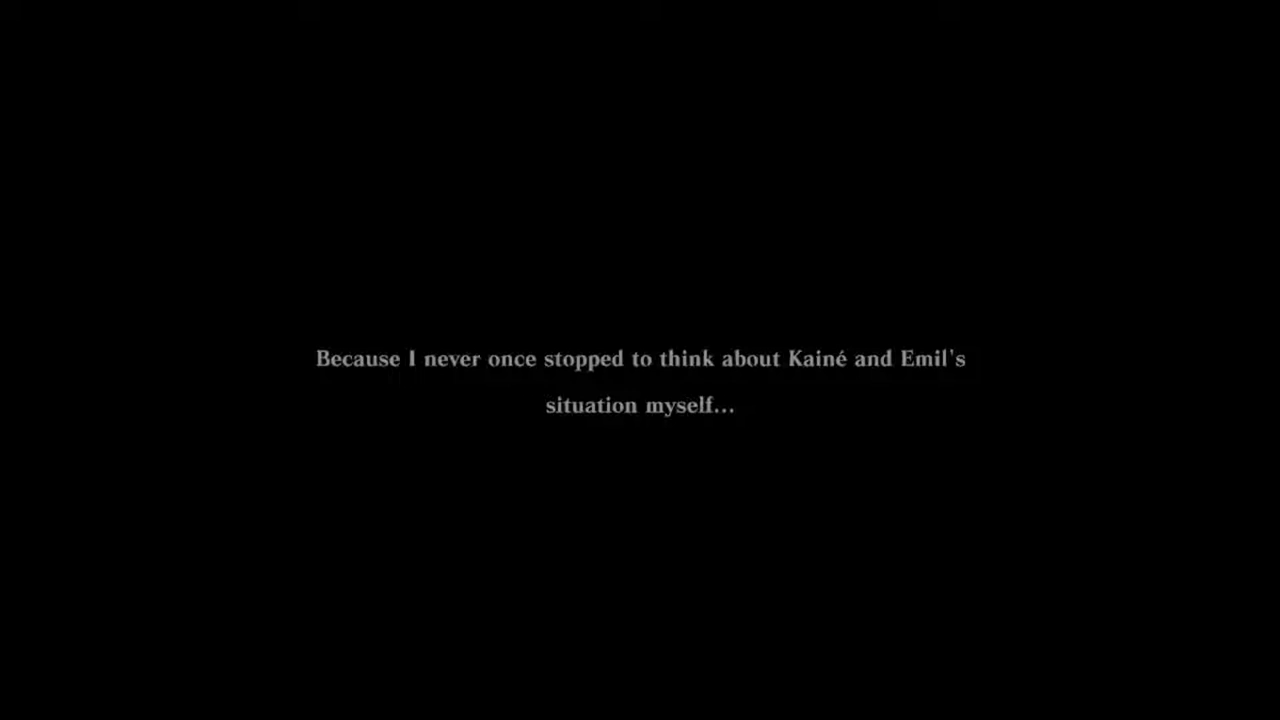 Because I never once stopped to think about Kainé and Emil's
situation myself...